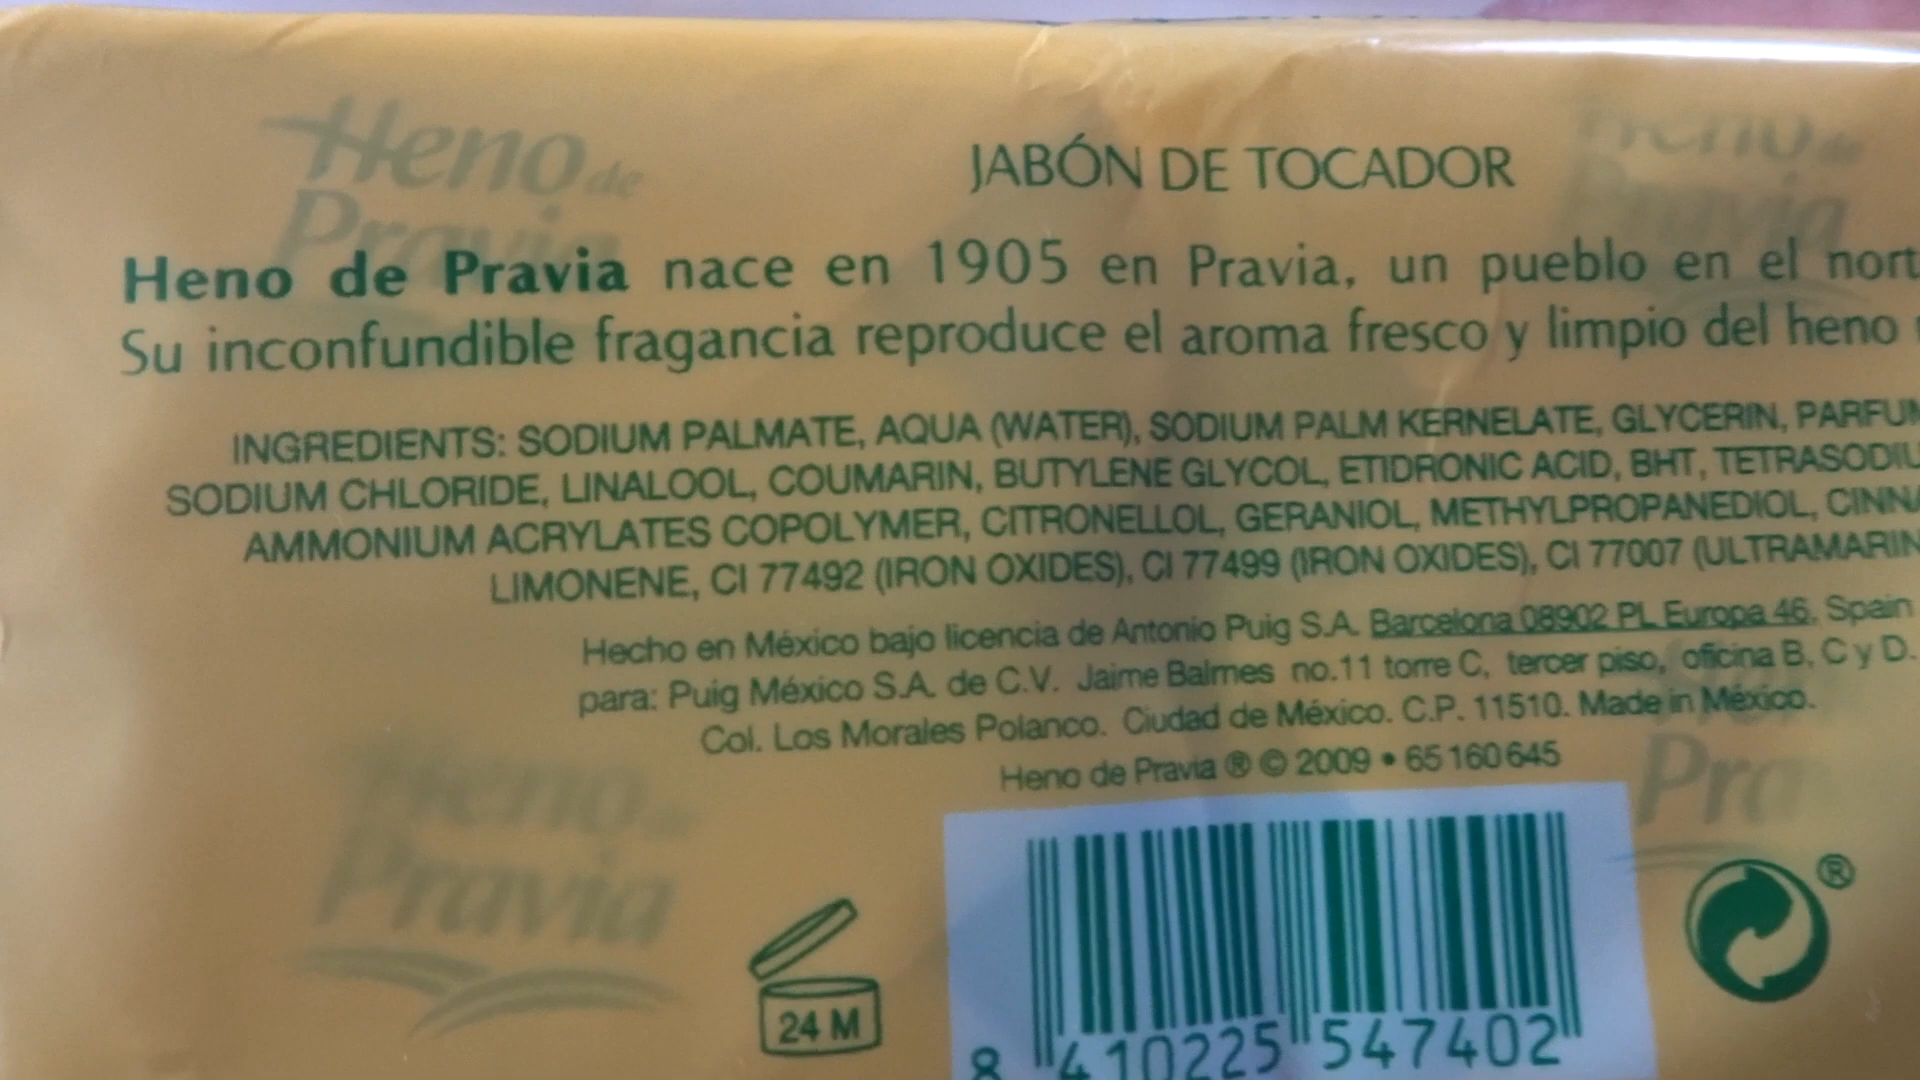 Heno de
Pravia
JABÓN DE TOCADOR
Heno de
Pravia
Heno de Pravia nace en 1905 en Pravia, un pueblo en el nort
Su inconfundible fragancia reproduce el aroma fresco y limpio del heno
INGREDIENTS: SODIUM PALMATE, AQUA (WATER), SODIUM PALM KERNELATE, GLYCERIN, PARFUM
SODIUM CHLORIDE, LINALOOL, COUMARIN, BUTYLENE GLYCOL, ETIDRONIC ACID, BHT, TETRASODIU
AMMONIUM ACRYLATES COPOLYMER, CITRONELLOL, GERANIOL, METHYLPROPANEDIOL, CINNA
LIMONENE, CI 77492 (IRON OXIDES), CI 77499 (IRON OXIDES), CI 77007 (ULTRAMARIN
Hecho en México bajo licencia de Antonio Puig S.A. Barcelona 08902 PL Europa 46, Spain
para: Puig México S.A. de C.V. Jaime Balmes no.11 torre C, tercer piso, oficina B, C y D.
Col. Los Morales Polanco. Ciudad de México. C.P. 11510. Made in México.
Heno de Pravia ® © 2009 • 65 160 645
Heno de
Pravia
Hen
Pra
24 M
8 410225 547402
®